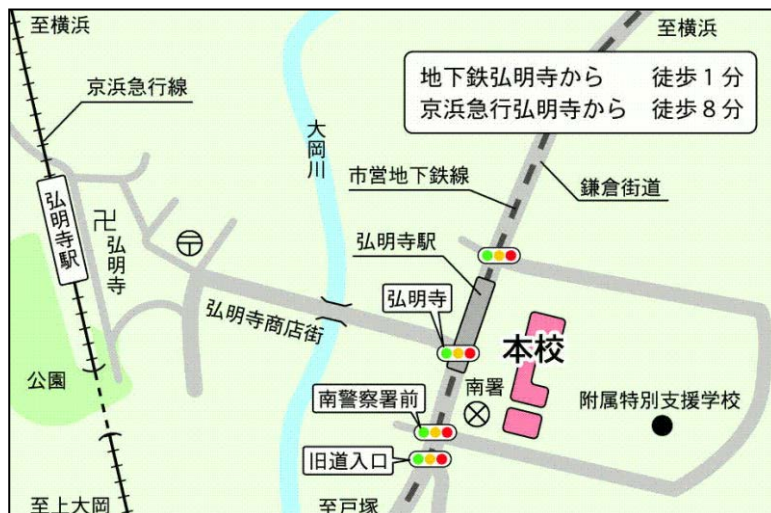 至横浜
至横浜
地下鉄弘明寺から 徒歩1分
京浜急行弘明寺から 徒歩8分
京浜急行線
大岡川
市営地下鉄線
鎌倉街道
弘明寺駅
卍弘明寺
〒
弘明寺駅
弘明寺
弘明寺商店街
本校
公園
南署
南警察署前
附属特別支援学校
旧道入口
至上大岡
至戸塚